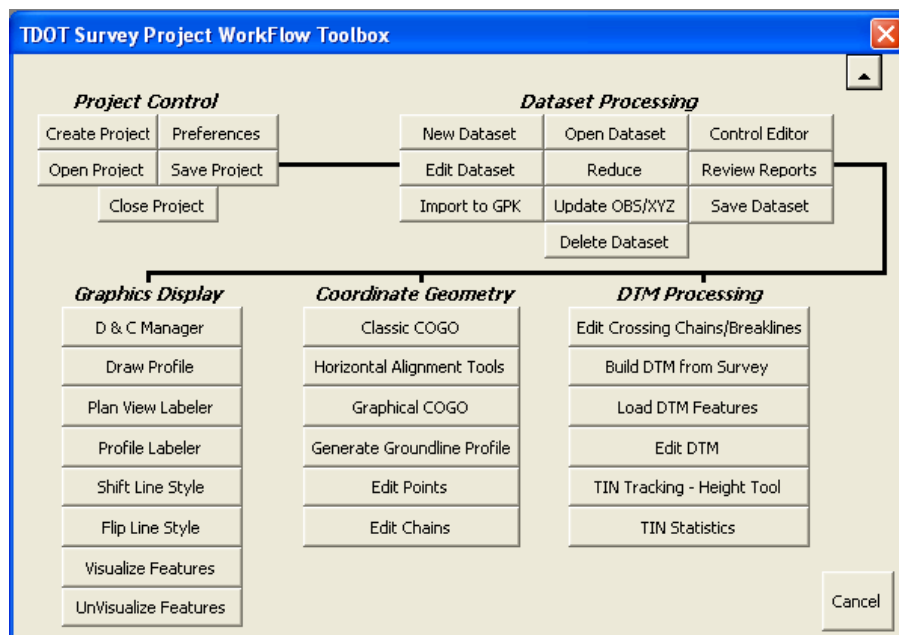 TDOT Survey Project WorkFlow Toolbox
Project Control
Create Project Preferences
Open Project Save Project
Close Project
Dataset Processing
New Dataset Open Dataset Control Editor
Edit Dataset Reduce Review Reports
Import to GPK Update OBS/XYZ Save Dataset
Delete Dataset
Graphics Display
D & C Manager
Draw Profile
Plan View Labeler
Profile Labeler
Shift Line Style
Flip Line Style
Visualize Features
UnVisualize Features
Coordinate Geometry
Classic COGO
Horizontal Alignment Tools
Graphical COGO
Generate Groundline Profile
Edit Points
Edit Chains
DTM Processing
Edit Crossing Chains/Breaklines
Build DTM from Survey
Load DTM Features
Edit DTM
TIN Tracking - Height Tool
TIN Statistics
Cancel